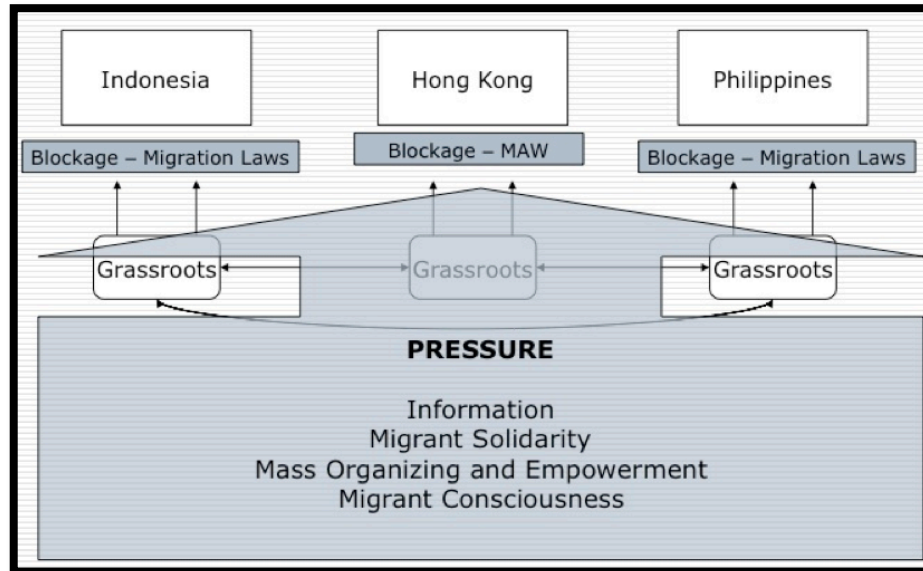 Indonesia
Hong Kong
Philippines
Blockage – Migration Laws
Blockage – MAW
Blockage – Migration Laws
Grassroots
Grassroots
Grassroots
PRESSURE
Information
Migrant Solidarity
Mass Organizing and Empowerment
Migrant Consciousness